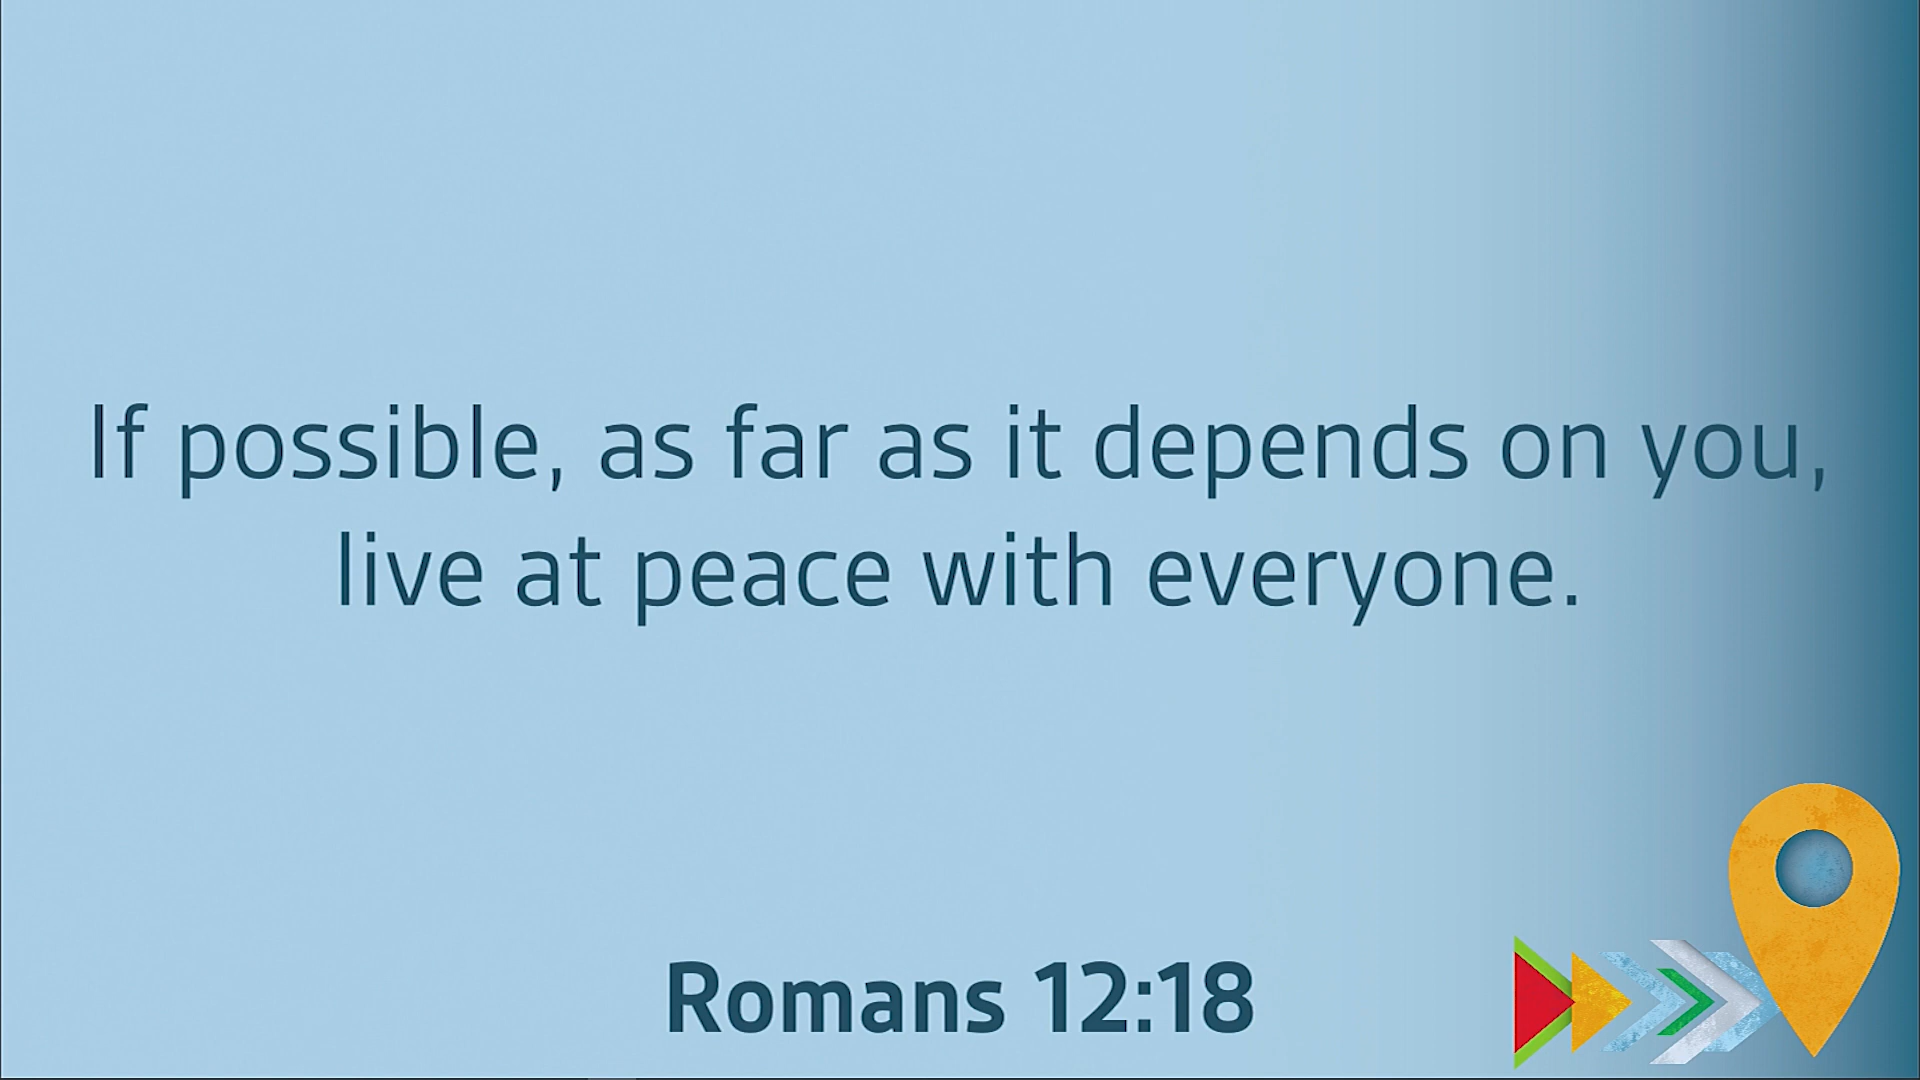 If possible, as far as it depends on you,
live at peace with everyone.
Romans 12:18